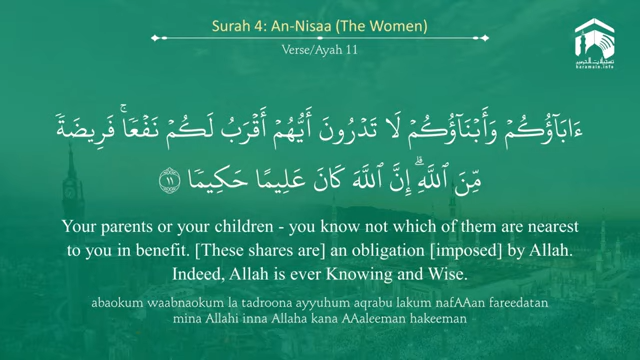 Surah 4: An-Nisaa (The Women)
Verse/Ayah 11
haramain.info
ءَابَآؤُكُمۡ وَأَبۡنَآؤُكُمۡ لَا تَدۡرُونَ أَيُّهُمۡ أَقۡرَبُ لَكُمۡ نَفۡعٗاۚ فَرِيضَةٗ
مِّنَ ٱللَّهِۗ إِنَّ ٱللَّهَ كَانَ عَلِيمًا حَكِيمٗا ١١
Your parents or your children - you know not which of them are nearest
to you in benefit. [These shares are] an obligation [imposed] by Allah.
Indeed, Allah is ever Knowing and Wise.
abaokum waabnaokum la tadroona ayyuhum aqrabu lakum nafAAan fareedatan
mina Allahi inna Allaha kana AAaleeman hakeeman